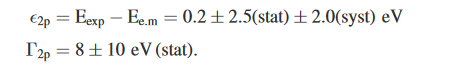 ϵ2p = Eexp − Ee.m = 0.2 ± 2.5(stat) ± 2.0(syst) eV
Γ2p = 8 ± 10 eV (stat).